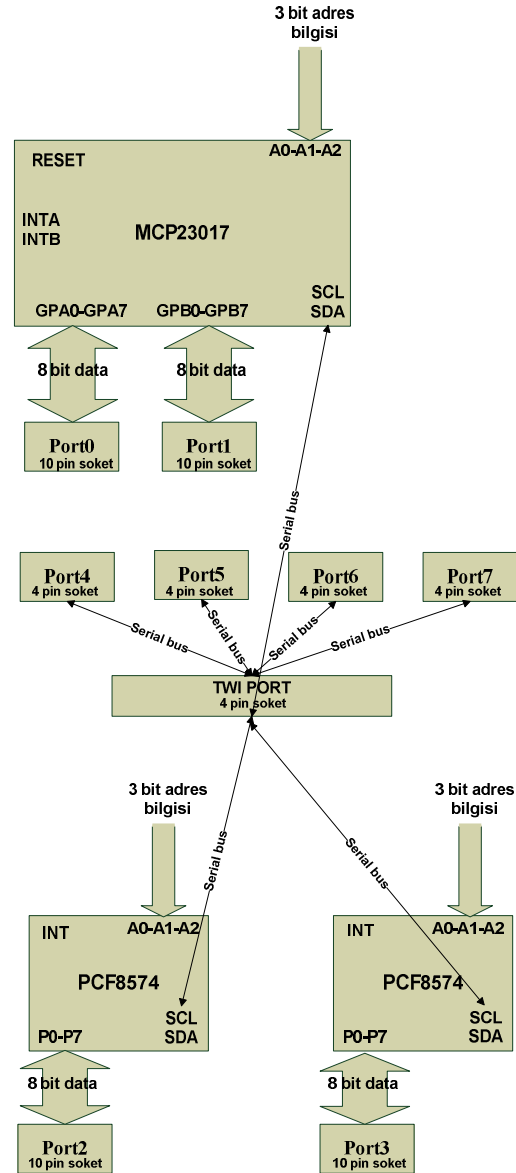 3 bit adres
bilgisi
A0-A1-A2
RESET
INTA
INTB
MCP23017
SCL
SDA
GPA0-GPA7
GPB0-GPB7
8 bit data
8 bit data
Port0
10 pin soket
Port1
10 pin soket
Serial bus
Port4
4 pin soket
Port5
4 pin soket
Port6
4 pin soket
Port7
4 pin soket
Serial bus
Serial bus
Serial bus
Serial bus
TWI PORT
4 pin soket
3 bit adres
bilgisi
3 bit adres
bilgisi
Serial bus
Serial bus
INT
A0-A1-A2
PCF8574
SCL
SDA
P0-P7
INT
A0-A1-A2
PCF8574
SCL
SDA
P0-P7
8 bit data
8 bit data
Port2
10 pin soket
Port3
10 pin soket